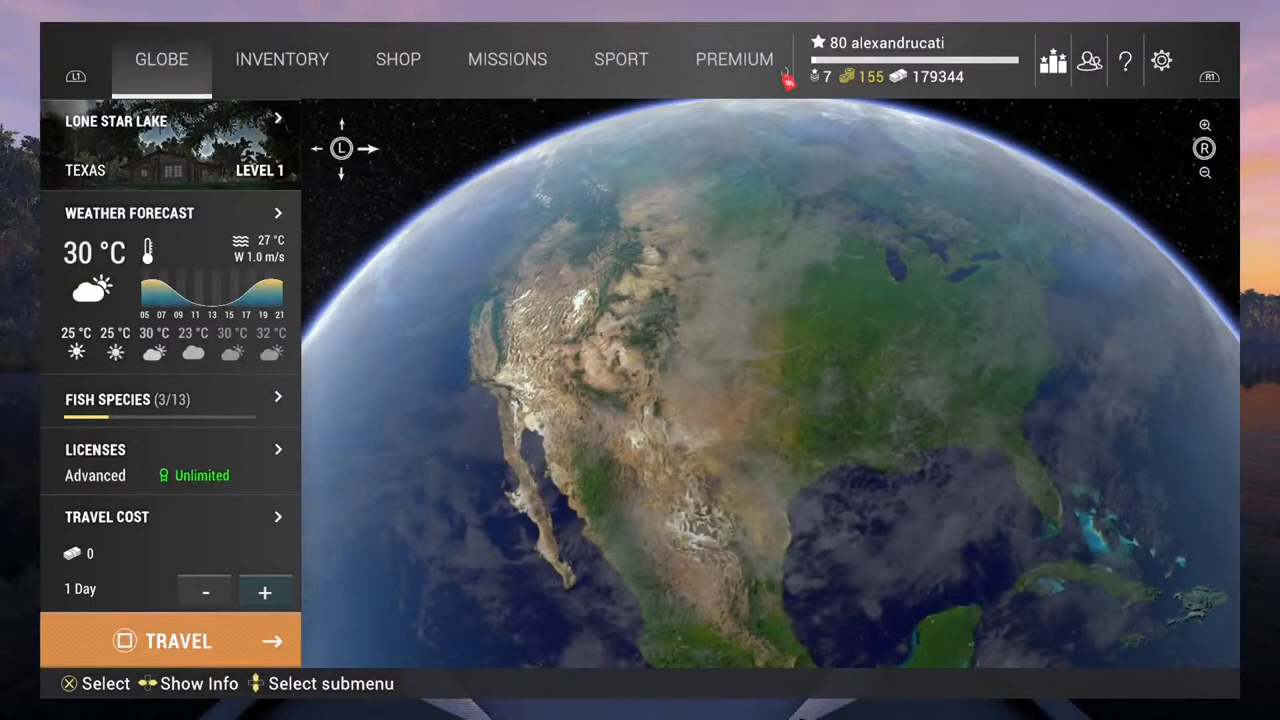 L1
GLOBE
INVENTORY
SHOP
MISSIONS
SPORT
PREMIUM
%
80 alexandrucati
7 155 179344
?
R1
LONE STAR LAKE
TEXAS LEVEL 1
L
R
WEATHER FORECAST
30 °C
27 °C
W 1.0 m/s
05 07 09 11 13 15 17 19 21
25 °C 25 °C 30 °C 23 °C 30 °C 32 °C
FISH SPECIES (3/13)
LICENSES
Advanced Unlimited
TRAVEL COST
0
1 Day - +
TRAVEL
Select Show Info Select submenu